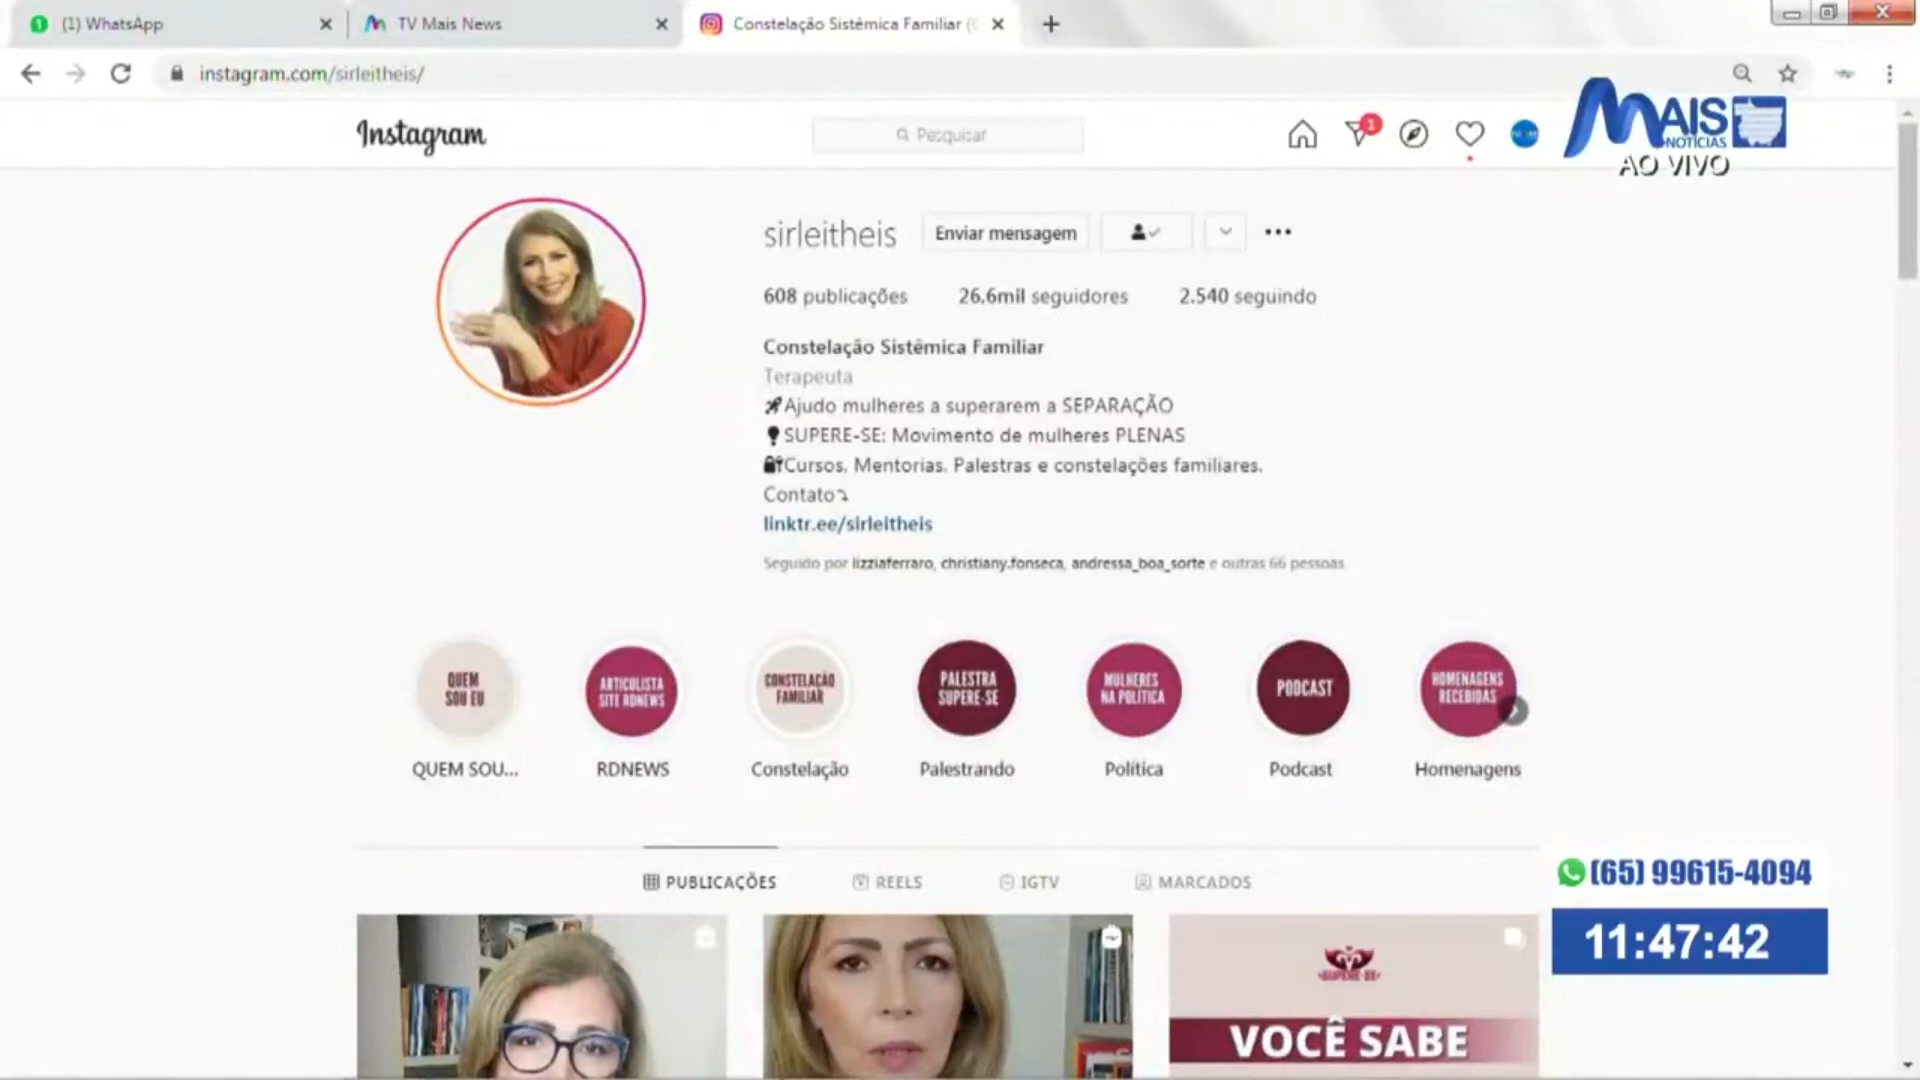 (1) WhatsApp
TV Mais News
Constelação Sistêmica Familiar (
instagram.com/sirleitheis/
Instagram
Pesquisar
1
MAIS
NOTÍCIAS
AO VIVO
sirleitheis
Enviar mensagem
608 publicações
26,6mil seguidores
2.540 seguindo
Constelação Sistêmica Familiar
Terapeuta
Ajudo mulheres a superarem a SEPARAÇÃO
SUPERE-SE: Movimento de mulheres PLENAS
Cursos, Mentorias, Palestras e constelações familiares.
Contato
linktr.ee/sirleitheis
Seguido por lizziaferraro, christiany.fonseca, andressa_boa_sorte e outras 66 pessoas
QUEM
SOU EU
ARTICULISTA
SITE RDNEWS
CONSTELAÇÃO
FAMILIAR
PALESTRA
SUPERE-SE
MULHERES
NA POLÍTICA
PODCAST
HOMENAGENS
RECEBIDAS
QUEM SOU...
RDNEWS
Constelação
Palestrando
Política
Podcast
Homenagens
PUBLICAÇÕES
REELS
IGTV
MARCADOS
(65) 99615-4094
11:47:42
SUPERE-SE
VOCÊ SABE